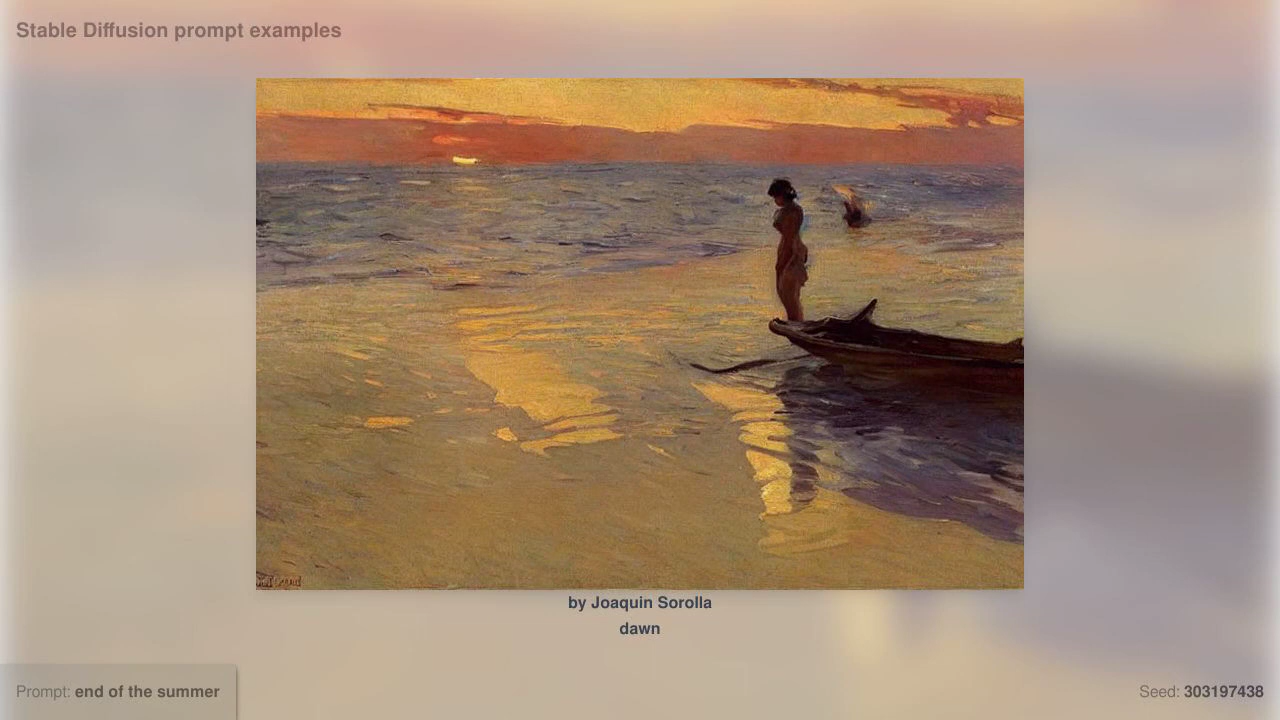 Stable Diffusion prompt examples
by Joaquin Sorolla
dawn
Prompt: end of the summer
Seed: 303197438